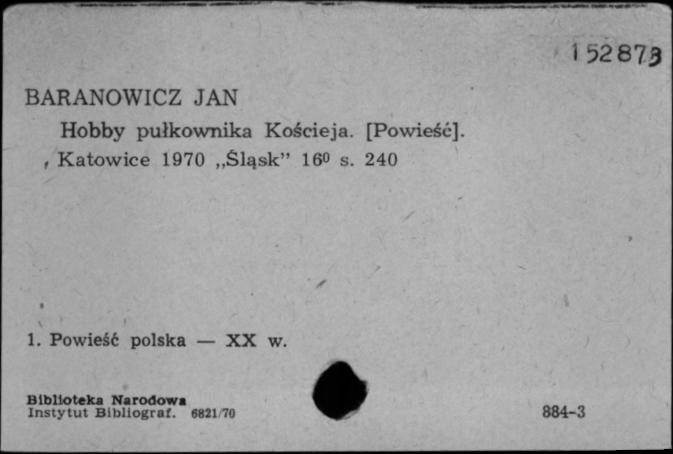 152873
BARANOWICZ JAN
Hobby pułkownika Kościeja. [Powieść].
Katowice 1970 „Śląsk” 16⁰ s. 240
1. Powieść polska — XX w.
Biblioteka Narodowa
Instytut Bibliograf. 6821/70
884-3